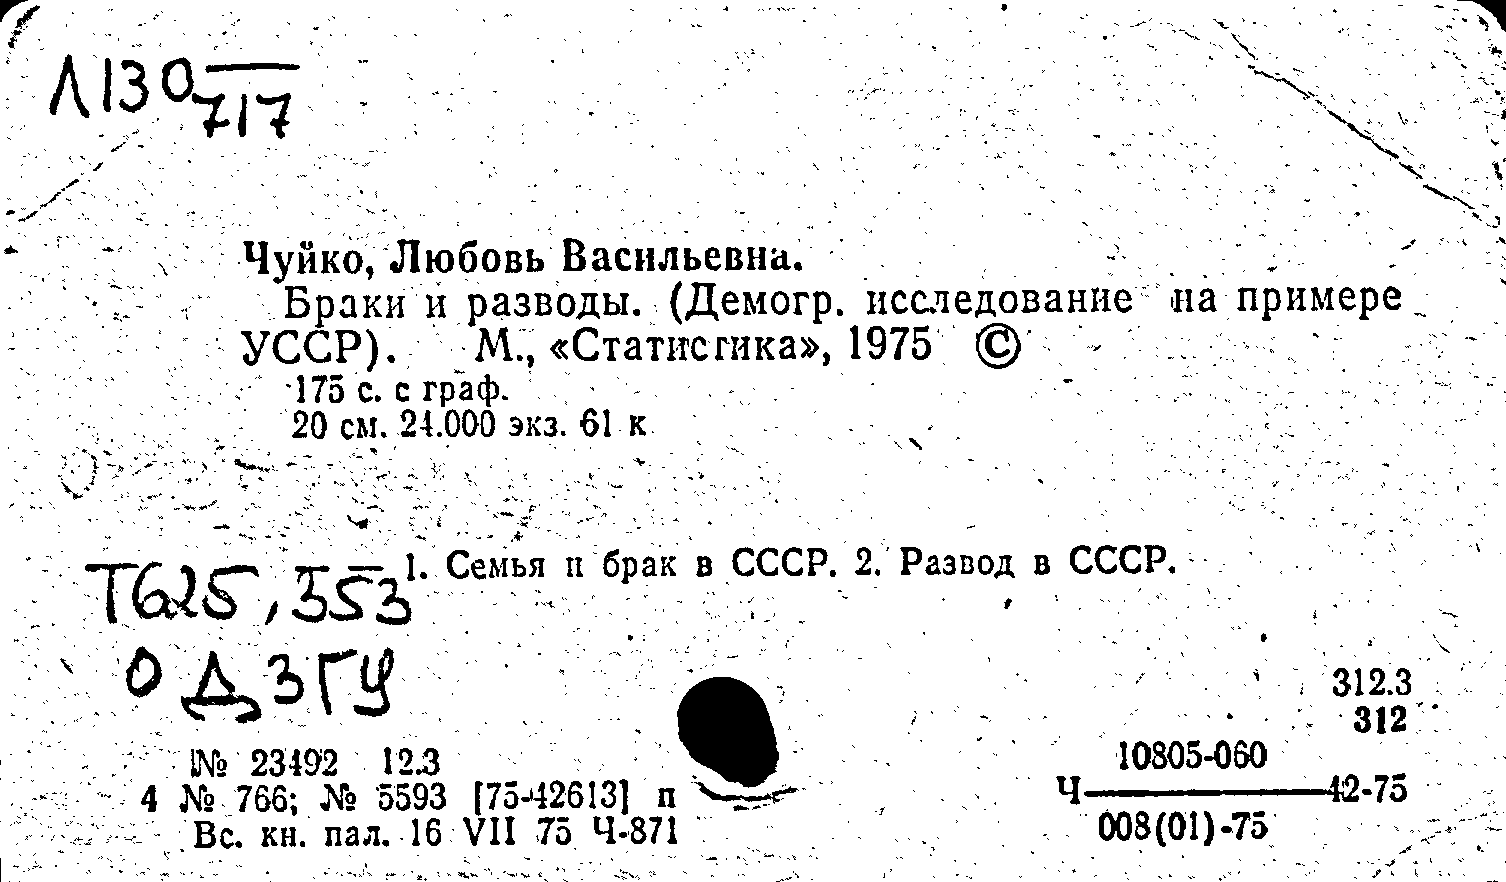 Л130
717
Чуйко, Любовь Васильевна.
Браки и разводы. (Демогр. исследование на примере
УССР). М., «Статистика», 1975 ©
175 с. с граф.
20 см. 24.000 экз. 61 к
1. Семья и брак в СССР. 2. Развод в СССР.
Т625,353
О Д З Г У
312.3
312
№ 23492 12.3
4 № 766; № 5593 [75-42613] п
Вс. кн. пал. 16 VII 75 Ч-871
10805-060
Ч 42-75
008(01)-75